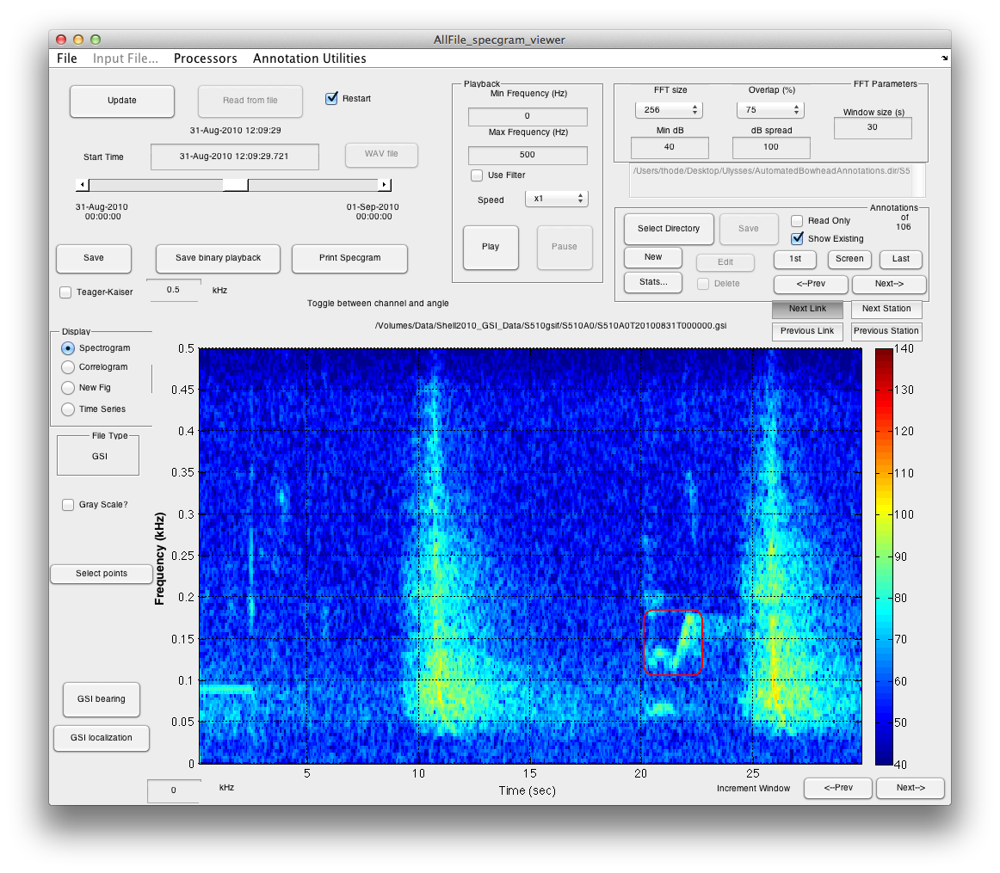 AllFile_specgram_viewer
File Input File... Processors Annotation Utilities
Update
Read from file
Restart
31-Aug-2010 12:09:29
Start Time
31-Aug-2010 12:09:29.721
WAV file
31-Aug-2010
00:00:00
01-Sep-2010
00:00:00
Save
Save binary playback
Print Specgram
Teager-Kaiser
0.5
kHz
Playback
Min Frequency (Hz)
0
Max Frequency (Hz)
500
Use Filter
Speed
x1
Play
Pause
FFT Parameters
FFT size
256
Overlap (%)
75
Window size (s)
30
Min dB
40
dB spread
100
/Users/thode/Desktop/Ulysses/AutomatedBowheadAnnotations.dir/S5
Annotations
of
106
Select Directory
Save
Read Only
Show Existing
New
Edit
1st
Screen
Last
Stats...
Delete
<--Prev
Next-->
Next Link
Next Station
Previous Link
Previous Station
Toggle between channel and angle
/Volumes/Data/Shell2010_GSI_Data/S510gsif/S510A0/S510A0T20100831T000000.gsi
Display
Spectrogram
Correlogram
New Fig
Time Series
File Type
GSI
Gray Scale?
Select points
GSI bearing
GSI localization
Frequency (kHz)
0.5
0.45
0.4
0.35
0.3
0.25
0.2
0.15
0.1
0.05
0
5
10
15
20
25
Time (sec)
140
130
120
110
100
90
80
70
60
50
40
0
kHz
Increment Window
<--Prev
Next-->